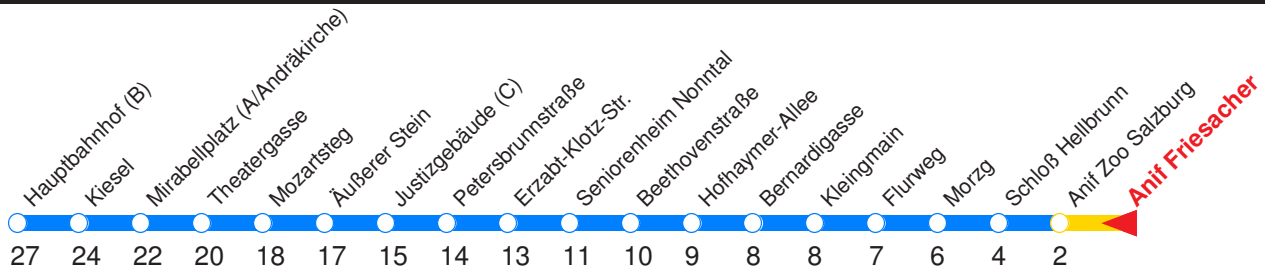 Hauptbahnhof (B)
Kiesel
Mirabellplatz (A/Andräkirche)
Theatergasse
Mozartsteg
Äußerer Stein
Justizgebäude (C)
Petersbrunnstraße
Erzabt-Klotz-Str.
Seniorenheim Nonntal
Beethovenstraße
Hofhaymer-Allee
Bernardigasse
Kleingmain
Flurweg
Morzg
Schloß Hellbrunn
Anif Zoo Salzburg
Anif Friesacher
27 24 22 20 18 17 15 14 13 11 10 9 8 8 7 6 4 2